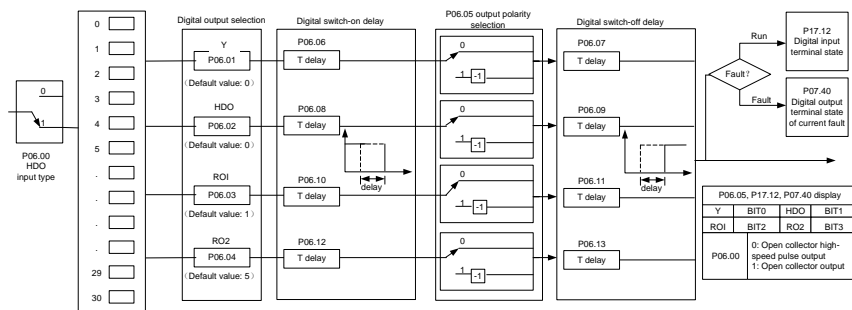 0
1
2
3
4
5
.
.
.
.
29
30
0
1
P06.00
HDO
input type
Digital output selection
Y
P06.01
(Default value: 0)
HDO
P06.02
(Default value: 0)
ROI
P06.03
(Default value: 1)
RO2
P06.04
(Default value: 5)
Digital switch-on delay
P06.06
T delay
P06.08
T delay
delay
P06.10
T delay
P06.12
T delay
P06.05 output polarity
selection
0
1
-1
0
1
-1
0
1
-1
0
1
-1
Digital switch-off delay
P06.07
T delay
P06.09
T delay
delay
P06.11
T delay
P06.13
T delay
Run
Fault?
Fault
P17.12
Digital input
terminal state
P07.40
Digital output
terminal state
of current fault
P06.05, P17.12, P07.40 display
Y BIT0 HDO BIT1
ROI BIT2 RO2 BIT3
P06.00
0: Open collector high-
speed pulse output
1: Open collector output